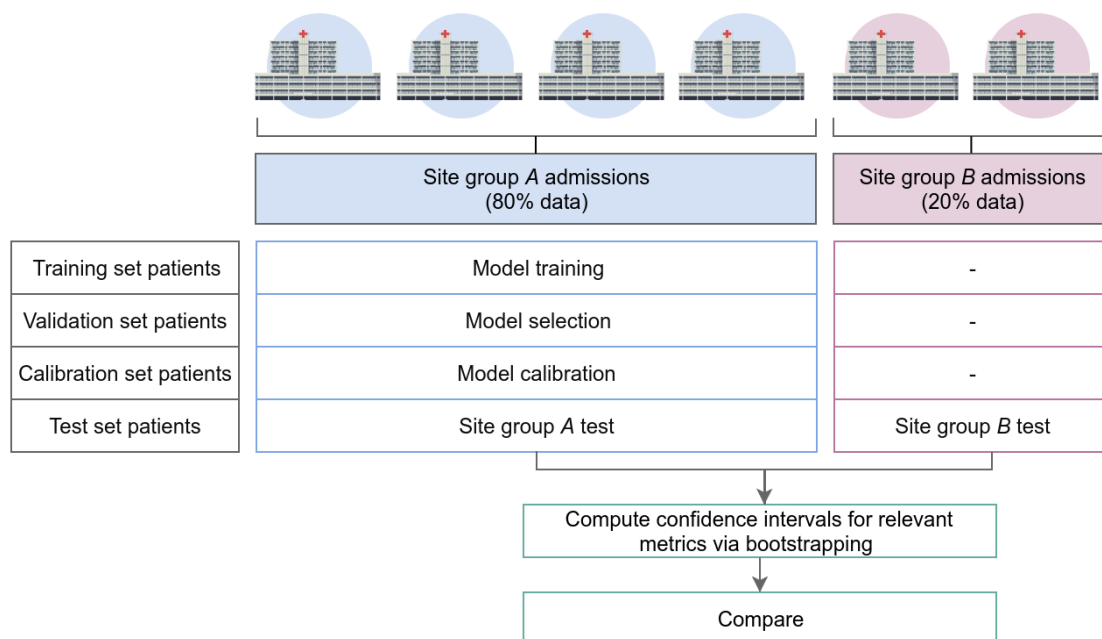 Site group A admissions
(80% data)
Site group B admissions
(20% data)
Training set patients
Model training
-
Validation set patients
Model selection
-
Calibration set patients
Model calibration
-
Test set patients
Site group A test
Site group B test
Compute confidence intervals for relevant
metrics via bootstrapping
Compare